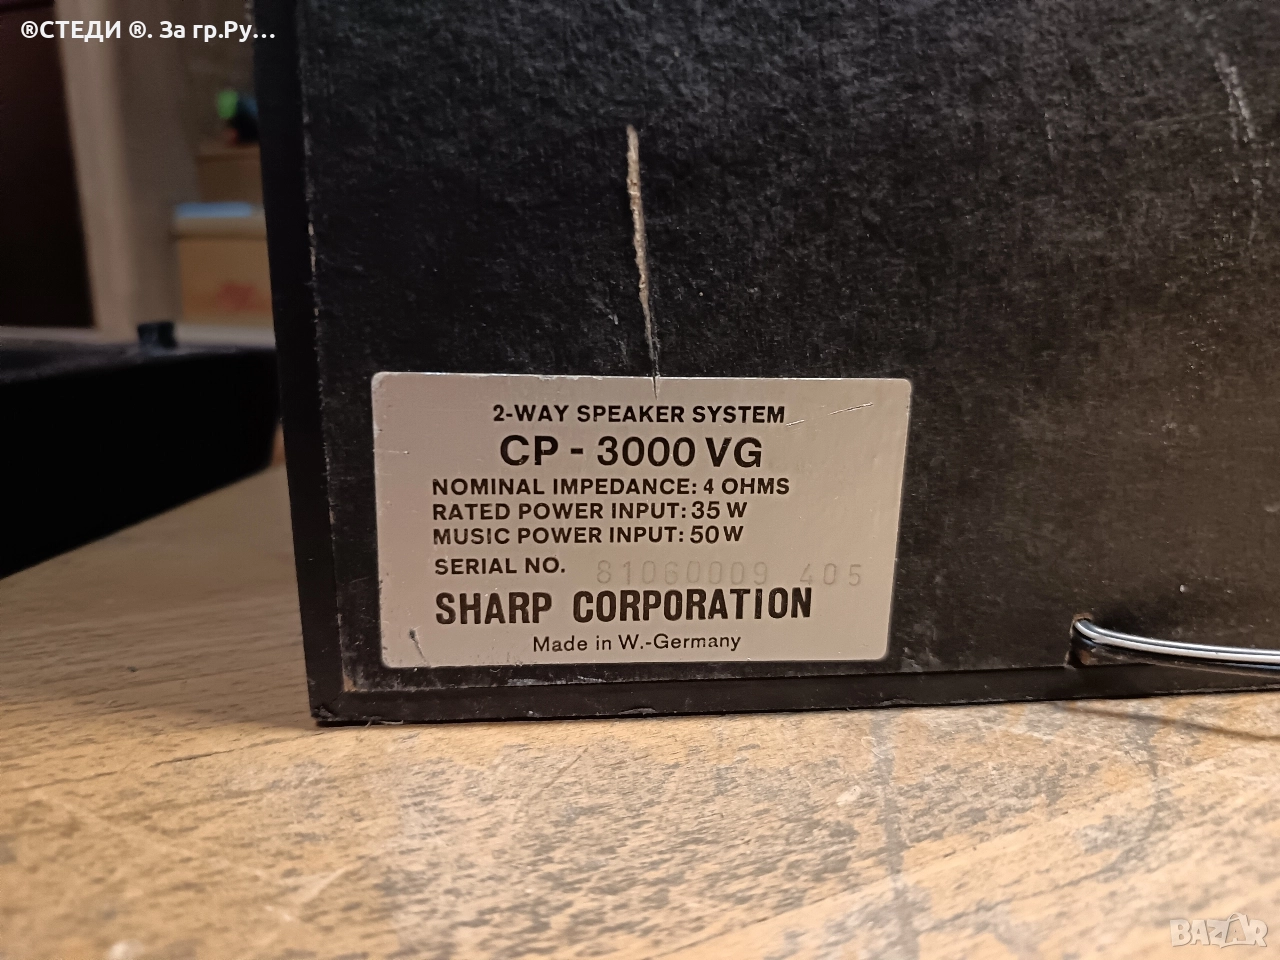 ®СТЕДИ ®. За гр.Ру...
2-WAY SPEAKER SYSTEM
CP - 3000 VG
NOMINAL IMPEDANCE: 4 OHMS
RATED POWER INPUT: 35 W
MUSIC POWER INPUT: 50 W
SERIAL NO. 81060009 405
SHARP CORPORATION
Made in W.-Germany
BAZAR